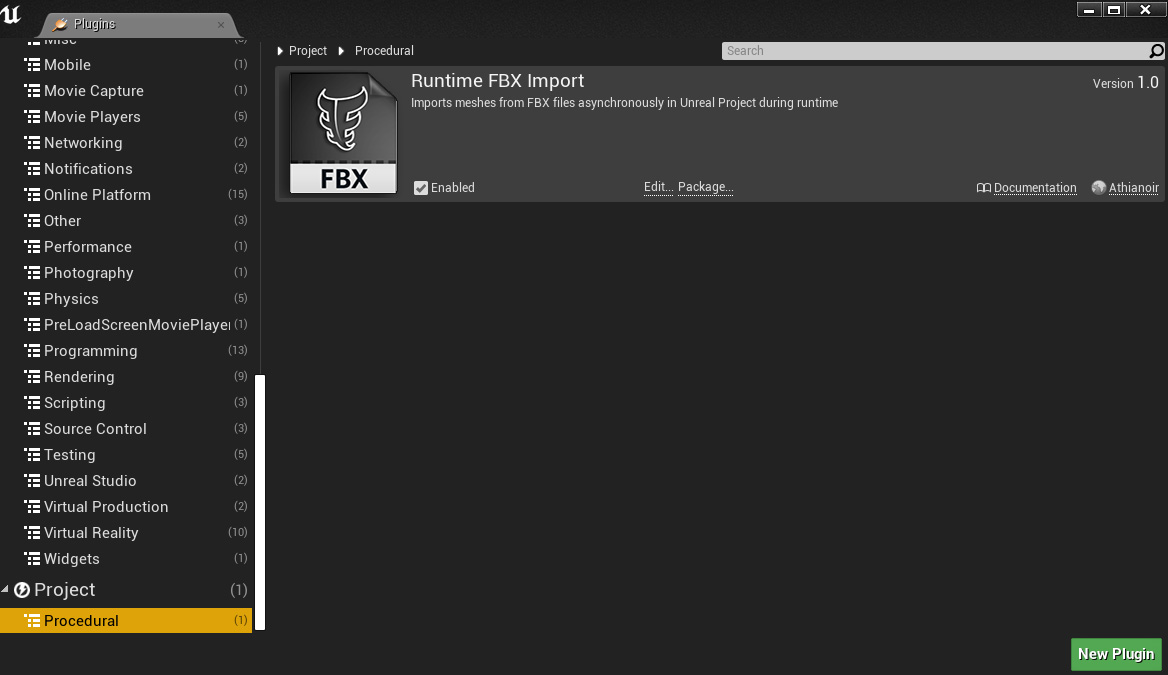 Plugins
Misc
Mobile (1)
Movie Capture (1)
Movie Players (5)
Networking (2)
Notifications (2)
Online Platform (15)
Other (3)
Performance (1)
Photography (1)
Physics (5)
PreLoadScreenMoviePlayer (1)
Programming (13)
Rendering (9)
Scripting (3)
Source Control (3)
Testing (5)
Unreal Studio (2)
Virtual Production (2)
Virtual Reality (10)
Widgets (1)
Project (1)
Procedural (1)
Project Procedural
Search
Runtime FBX Import
Version 1.0
Imports meshes from FBX files asynchronously in Unreal Project during runtime
FBX
Enabled
Edit... Package...
Documentation
Athianoir
New Plugin